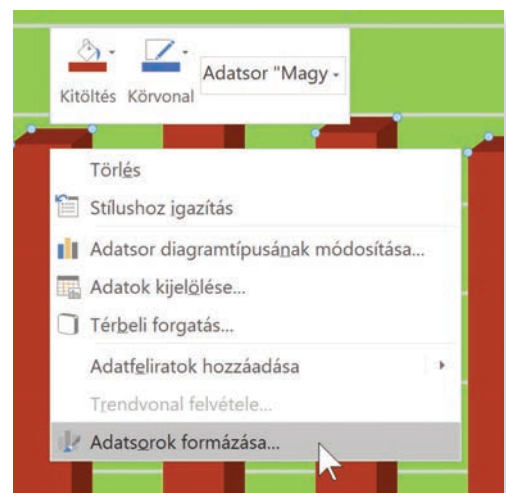 Kitöltés Körvonal Adatsor "Magy
Törlés
Stílushoz igazítás
Adatsor diagramtípusának módosítása...
Adatok kijelölése...
Térbeli forgatás...
Adatfeliratok hozzáadása
Trendvonal felvétele...
Adatsorok formázása...